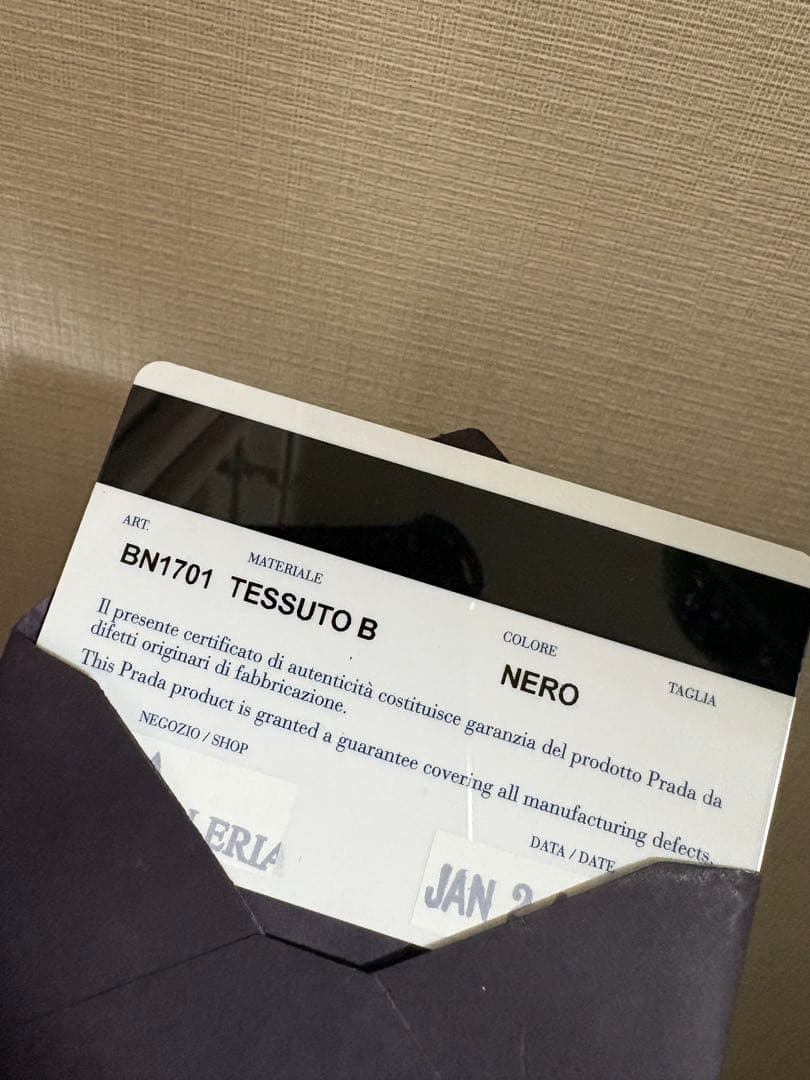 ART.
MATERIALE
BN1701 TESSUTO B
COLORE
TAGLIA
NERO
Il presente certificato di autenticità costituisce garanzia del prodotto Prada da
difetti originari di fabbricazione.
This Prada product is granted a guarantee covering all manufacturing defects.
NEGOZIO / SHOP
DATA / DATE
JAN